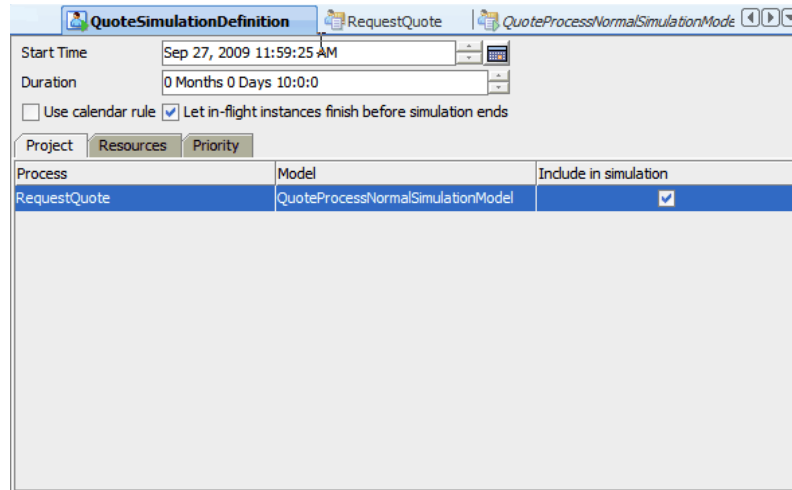 QuoteSimulationDefinition RequestQuote QuoteProcessNormalSimulationMode
Start Time Sep 27, 2009 11:59:25 AM
Duration 0 Months 0 Days 10:0:0
Use calendar rule Let in-flight instances finish before simulation ends
Project Resources Priority
Process Model Include in simulation
RequestQuote QuoteProcessNormalSimulationModel